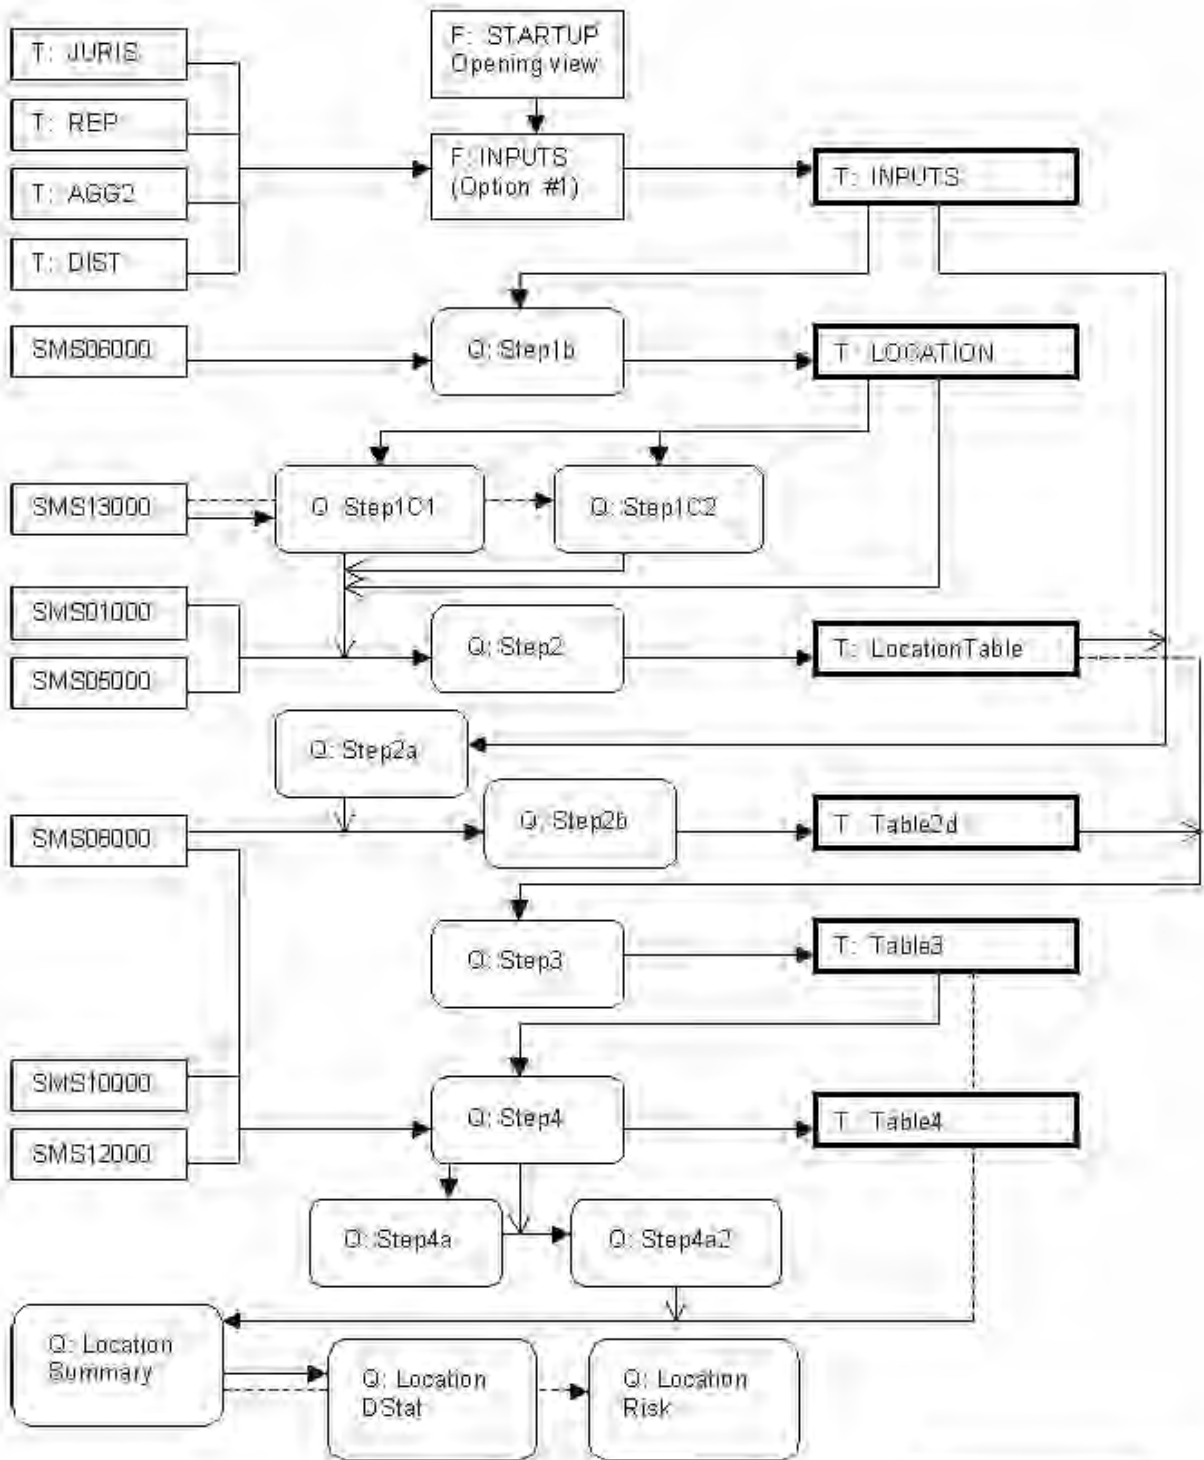 T: JURIS
F: STARTUP
Opening view
T: REP
F: INPUTS
(Option #1)
T: INPUTS
T: AGG2
T: DIST
SMS06000
Q: Step1b
T: LOCATION
SMS13000
Q: Step1C1
Q: Step1C2
SMS01000
SMS05000
Q: Step2
T: LocationTable
Q: Step2a
SMS06000
Q: Step2b
T: Table2d
Q: Step3
T: Table3
SMS10000
SMS12000
Q: Step4
T: Table4
Q: Step4a
Q: Step4a2
Q: Location
Summary
Q: Location
DStat
Q: Location
Risk